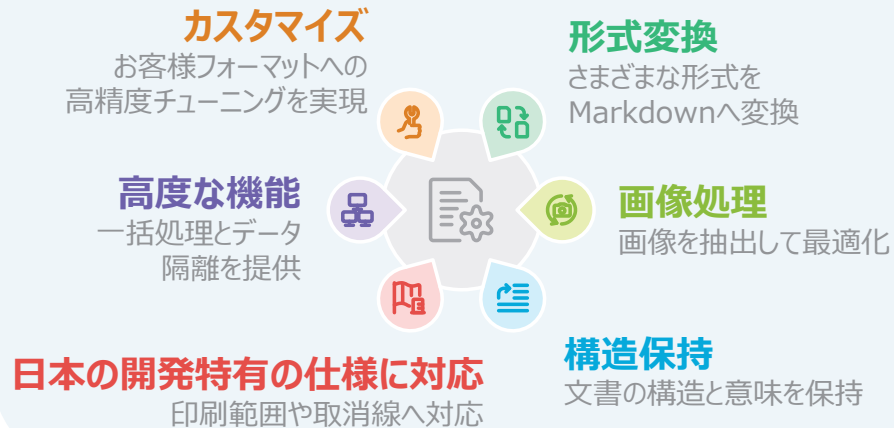 カスタマイズ
お客様フォーマットへの
高精度チューニングを実現
形式変換
さまざまな形式を
Markdownへ変換
高度な機能
一括処理とデータ
隔離を提供
画像処理
画像を抽出して最適化
日本の開発特有の仕様に対応
印刷範囲や取消線へ対応
構造保持
文書の構造と意味を保持